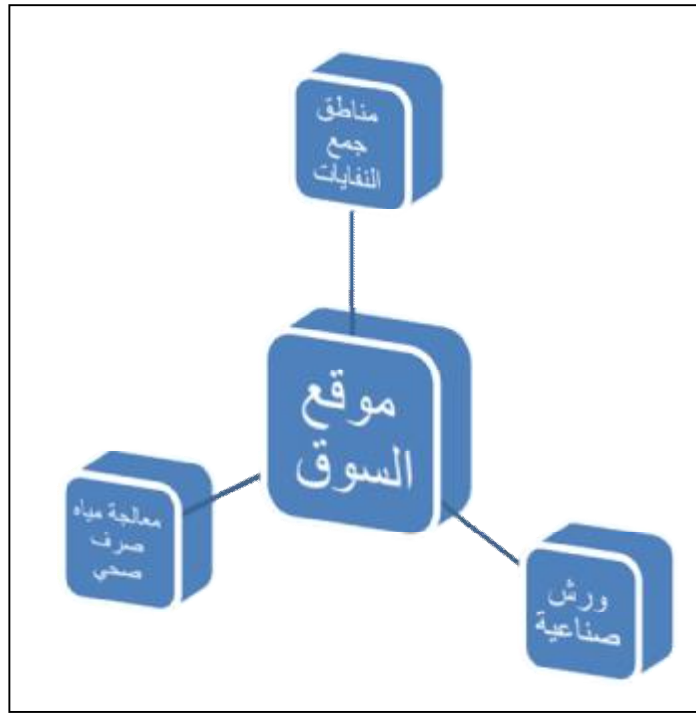 مناطق
جمع
النفايات
موقع
السوق
معالجة مياه
صرف
صحي
ورش
صناعية